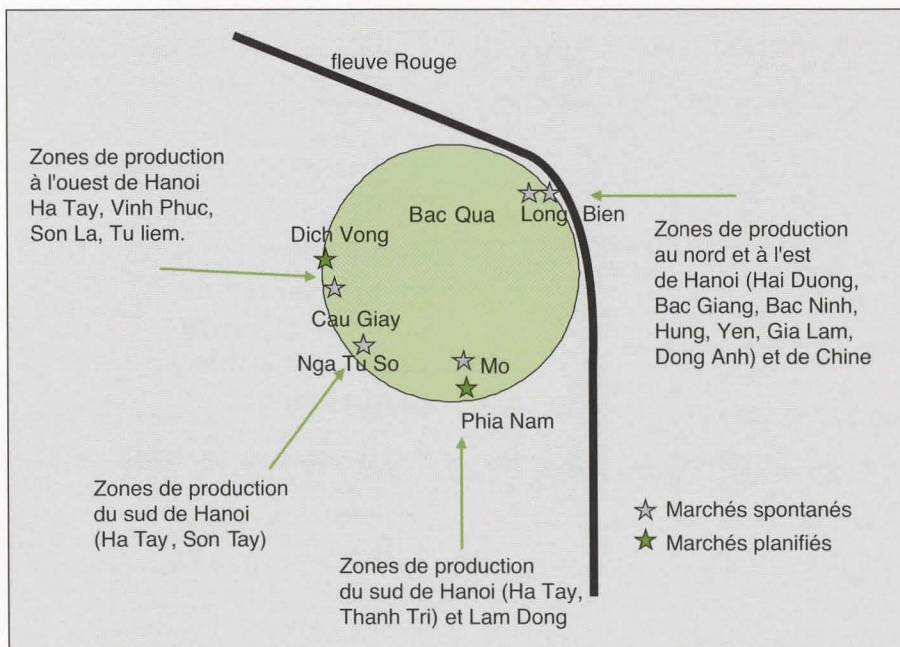 fleuve Rouge
Zones de production
à l'ouest de Hanoi
Ha Tay, Vinh Phuc,
Son La, Tu liem.
Bac Qua
Long Bien
Dich Vong
Zones de production
au nord et à l'est
de Hanoi (Hai Duong,
Bac Giang, Bac Ninh,
Hung, Yen, Gia Lam,
Dong Anh) et de Chine
Cau Giay
Nga Tu So
Mo
Phia Nam
Zones de production
du sud de Hanoi
(Ha Tay, Son Tay)
Marchés spontanés
Marchés planifiés
Zones de production
du sud de Hanoi (Ha Tay,
Thanh Tri) et Lam Dong